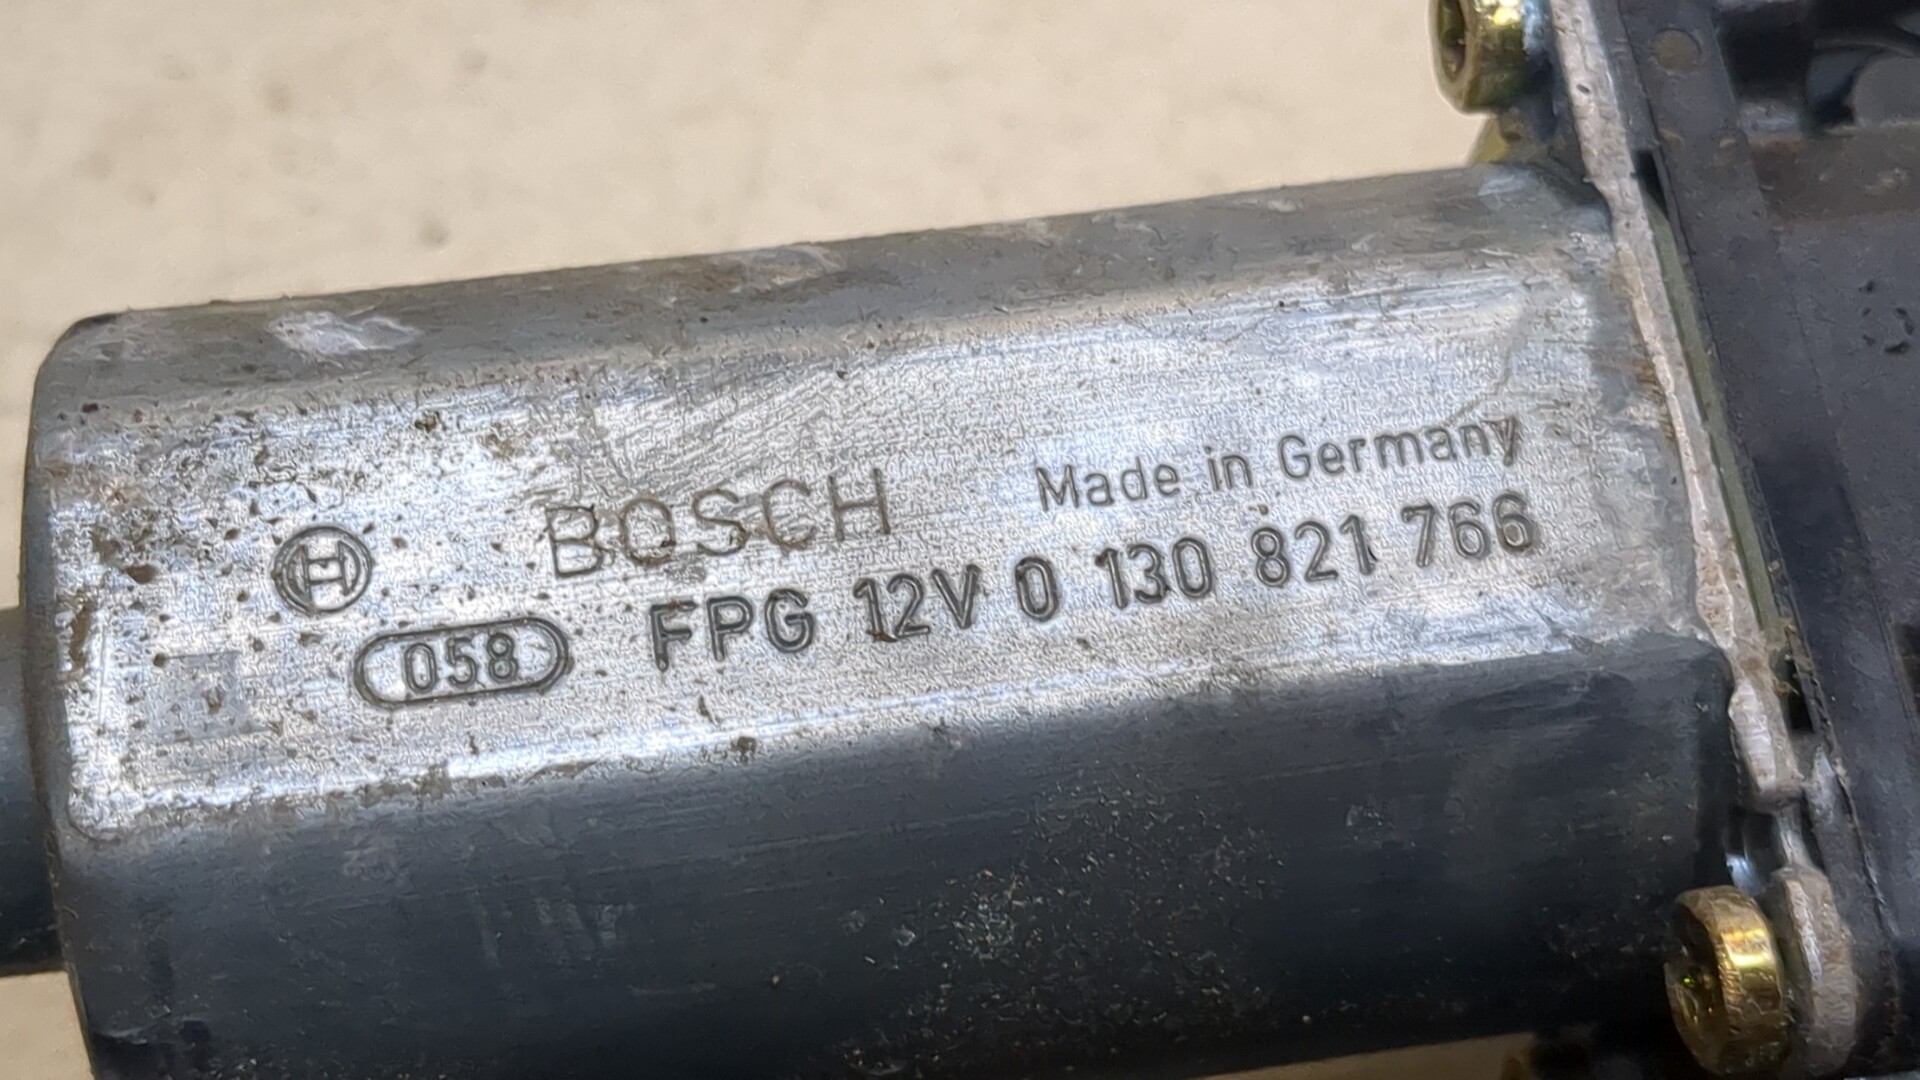 BOSCH Made in Germany
058 FPG 12V 0 130 821 766